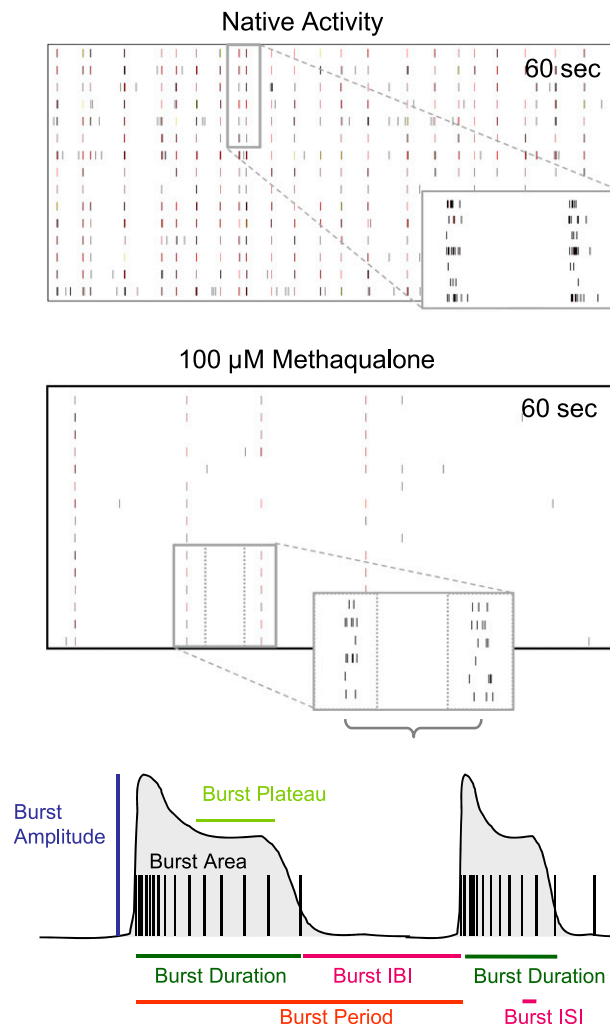 Native Activity
60 sec
100 µM Methaqualone
60 sec
Burst Plateau
Burst
Amplitude
Burst Area
Burst Duration
Burst IBI
Burst Duration
Burst Period
Burst ISI